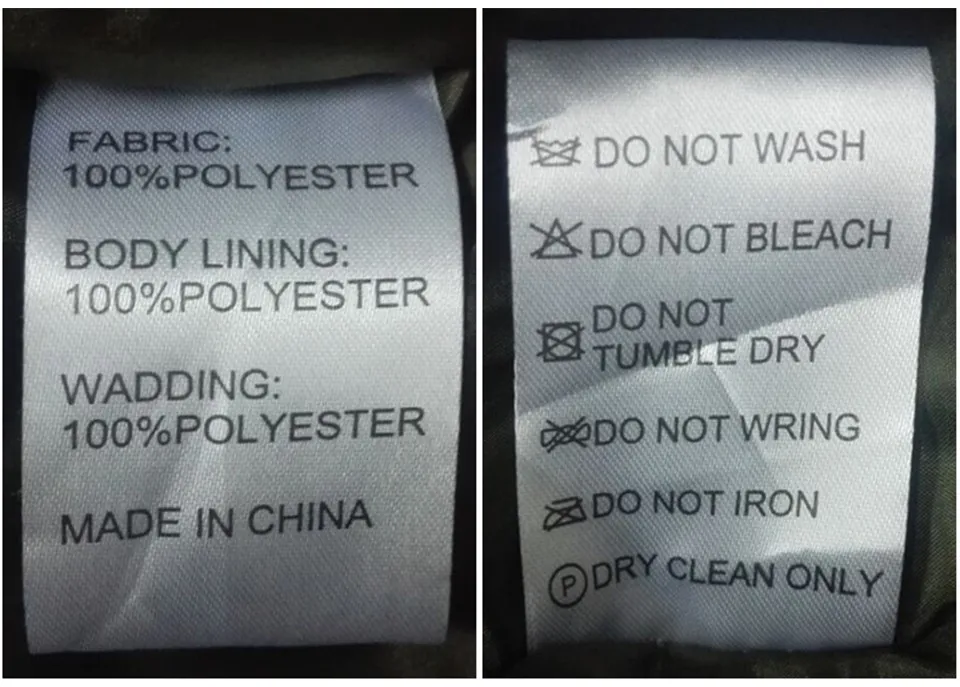 FABRIC:
100%POLYESTER
BODY LINING:
100%POLYESTER
WADDING:
100%POLYESTER
MADE IN CHINA
DO NOT WASH
DO NOT BLEACH
DO NOT
TUMBLE DRY
DO NOT WRING
DO NOT IRON
P DRY CLEAN ONLY